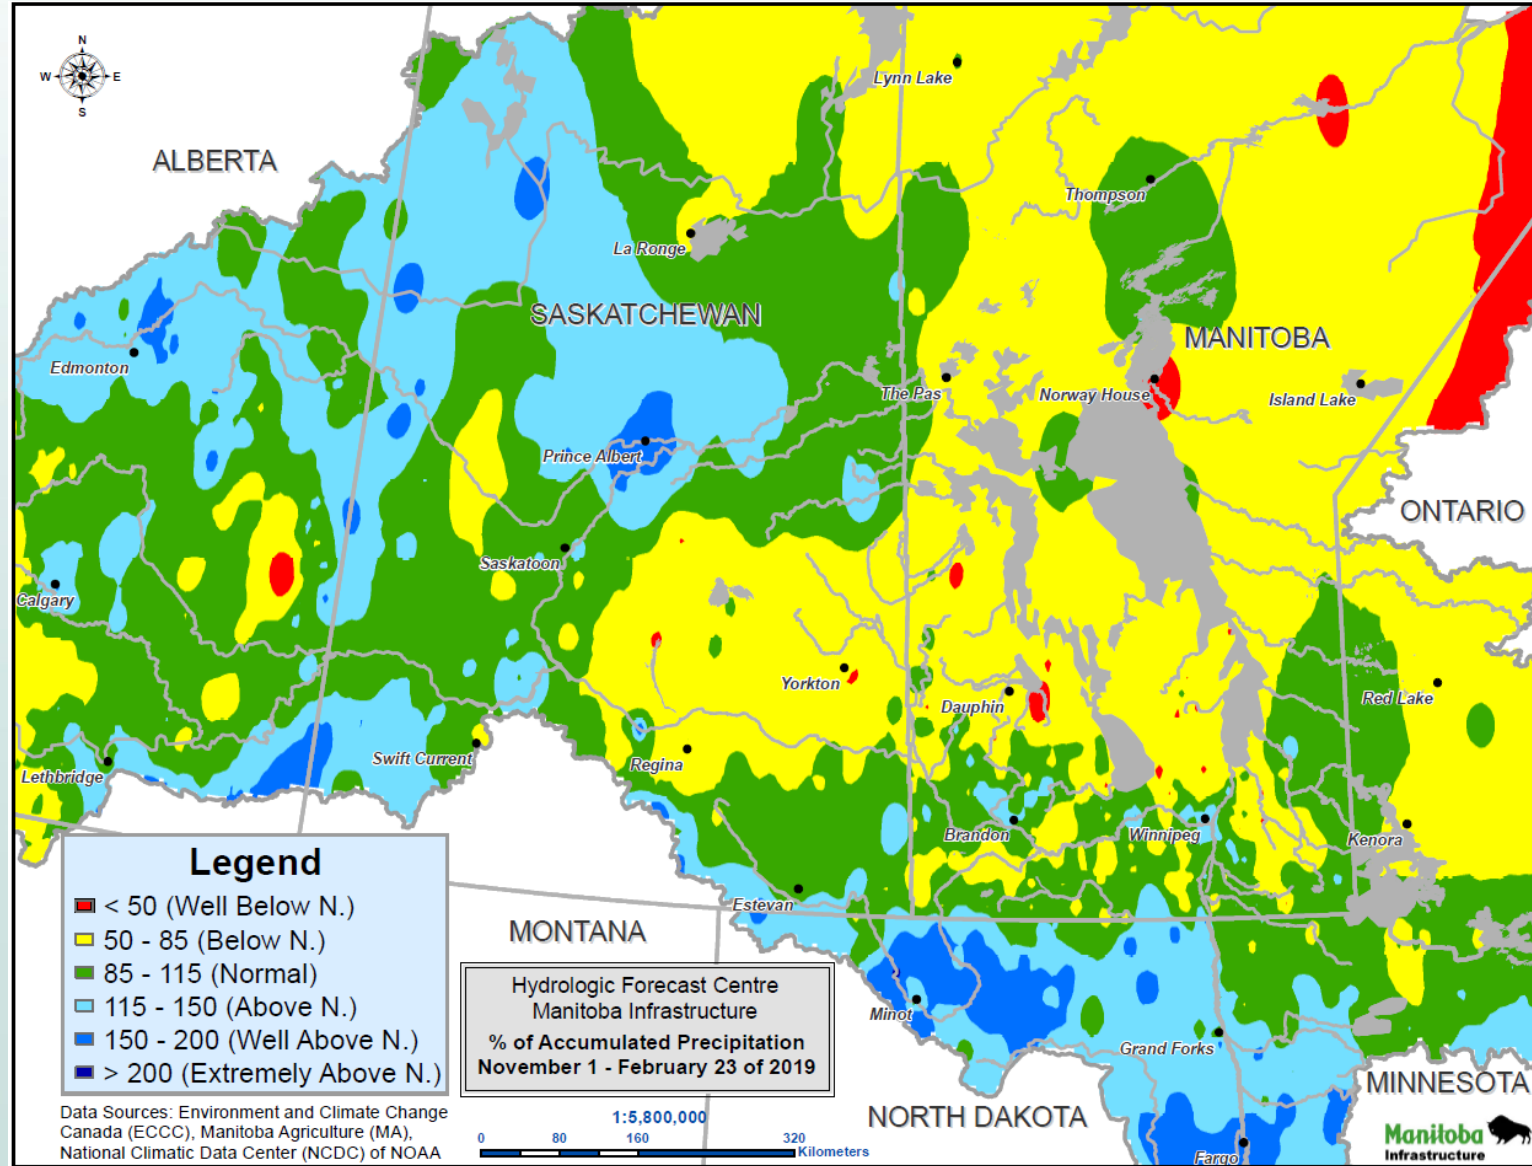 N
W
E
S
ALBERTA
Lynn Lake
Thompson
La Ronge
SASKATCHEWAN
MANITOBA
Edmonton
The Pas
Norway House
Island Lake
Prince Albert
ONTARIO
Saskatoon
Calgary
Yorkton
Dauphin
Red Lake
Swift Current
Regina
Lethbridge
Brandon
Winnipeg
Kenora
Estevan
MONTANA
Minot
Grand Forks
MINNESOTA
NORTH DAKOTA
Fargo
Legend
< 50 (Well Below N.)
50 - 85 (Below N.)
85 - 115 (Normal)
115 - 150 (Above N.)
150 - 200 (Well Above N.)
> 200 (Extremely Above N.)
Data Sources: Environment and Climate Change
Canada (ECCC), Manitoba Agriculture (MA),
National Climatic Data Center (NCDC) of NOAA
Hydrologic Forecast Centre
Manitoba Infrastructure
% of Accumulated Precipitation
November 1 - February 23 of 2019
1:5,800,000
0 80 160 320
Kilometers
Manitoba
Infrastructure